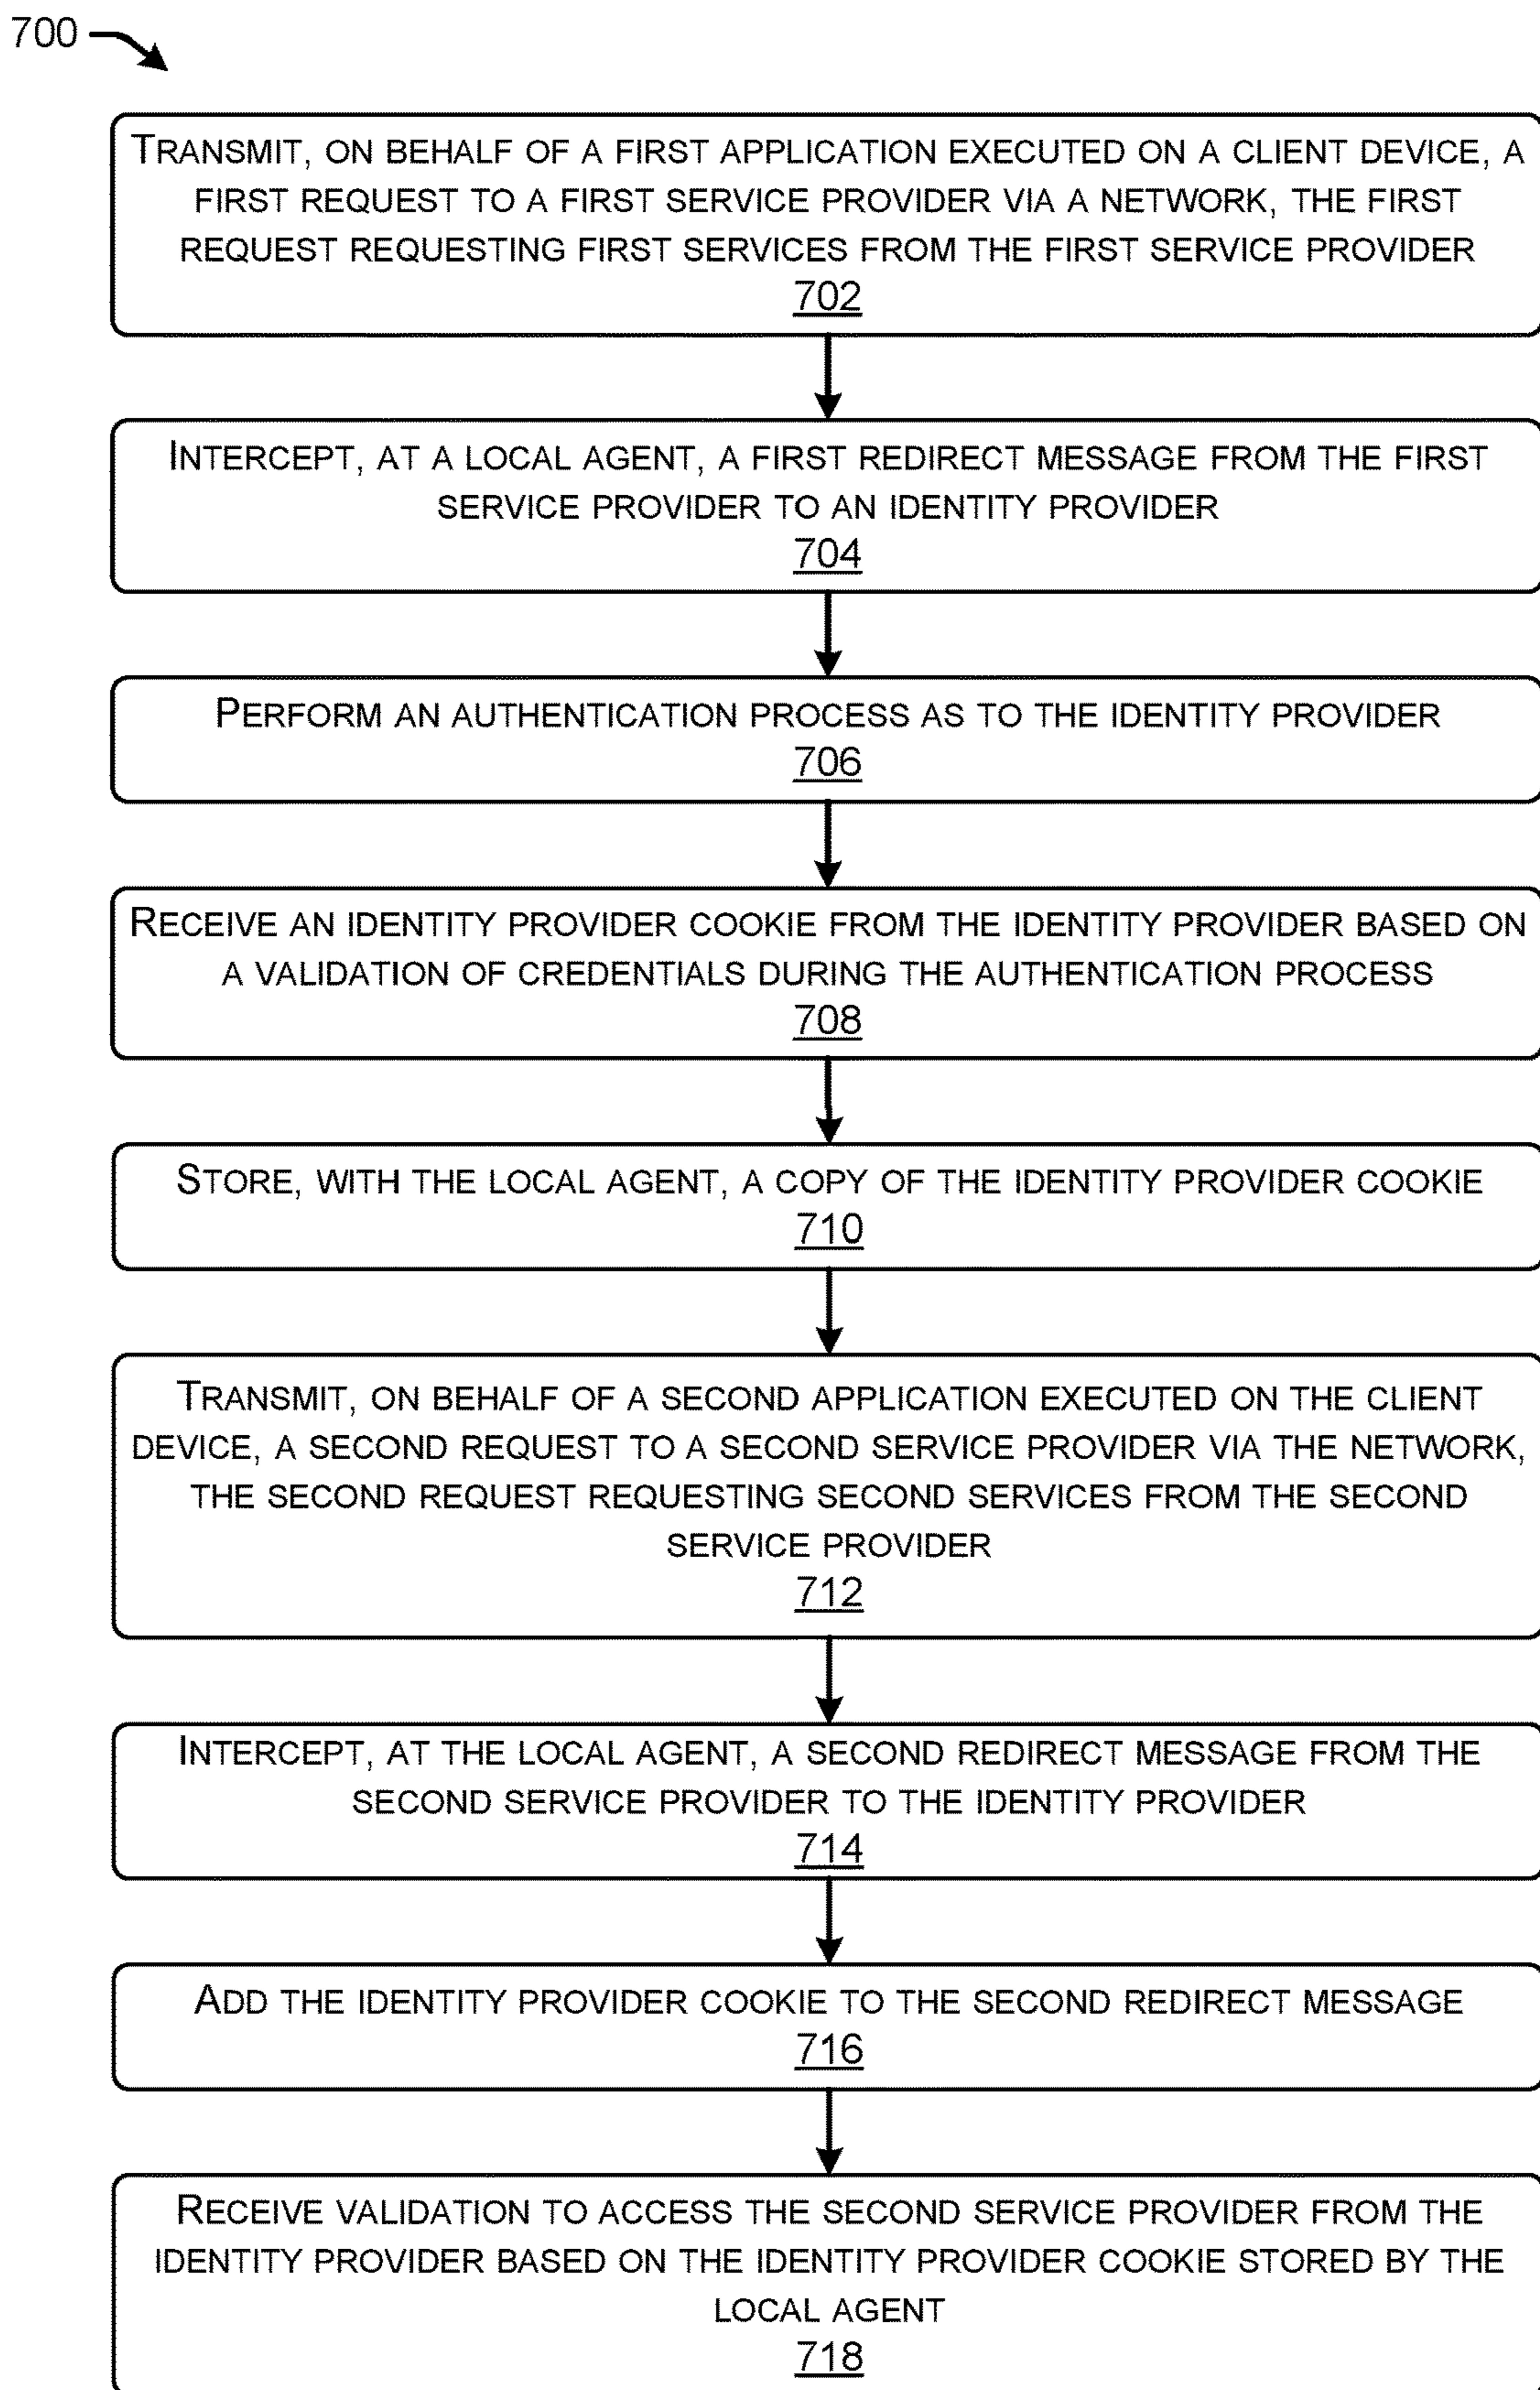 700
TRANSMIT, ON BEHALF OF A FIRST APPLICATION EXECUTED ON A CLIENT DEVICE, A
FIRST REQUEST TO A FIRST SERVICE PROVIDER VIA A NETWORK, THE FIRST
REQUEST REQUESTING FIRST SERVICES FROM THE FIRST SERVICE PROVIDER
702
INTERCEPT, AT A LOCAL AGENT, A FIRST REDIRECT MESSAGE FROM THE FIRST
SERVICE PROVIDER TO AN IDENTITY PROVIDER
704
PERFORM AN AUTHENTICATION PROCESS AS TO THE IDENTITY PROVIDER
706
RECEIVE AN IDENTITY PROVIDER COOKIE FROM THE IDENTITY PROVIDER BASED ON
A VALIDATION OF CREDENTIALS DURING THE AUTHENTICATION PROCESS
708
STORE, WITH THE LOCAL AGENT, A COPY OF THE IDENTITY PROVIDER COOKIE
710
TRANSMIT, ON BEHALF OF A SECOND APPLICATION EXECUTED ON THE CLIENT
DEVICE, A SECOND REQUEST TO A SECOND SERVICE PROVIDER VIA THE NETWORK,
THE SECOND REQUEST REQUESTING SECOND SERVICES FROM THE SECOND
SERVICE PROVIDER
712
INTERCEPT, AT THE LOCAL AGENT, A SECOND REDIRECT MESSAGE FROM THE
SECOND SERVICE PROVIDER TO THE IDENTITY PROVIDER
714
ADD THE IDENTITY PROVIDER COOKIE TO THE SECOND REDIRECT MESSAGE
716
RECEIVE VALIDATION TO ACCESS THE SECOND SERVICE PROVIDER FROM THE
IDENTITY PROVIDER BASED ON THE IDENTITY PROVIDER COOKIE STORED BY THE
LOCAL AGENT
718